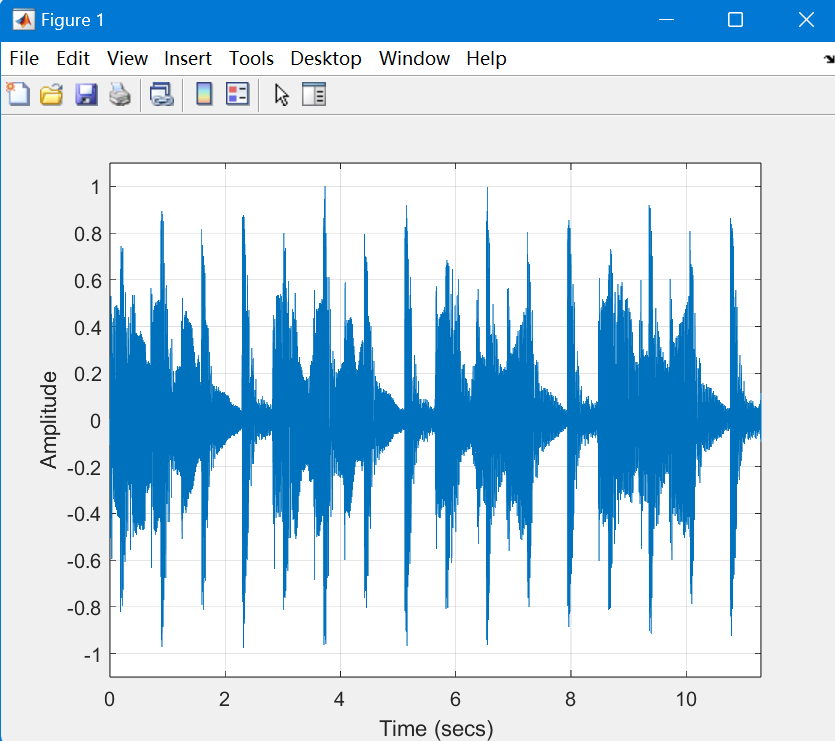 Figure 1
File Edit View Insert Tools Desktop Window Help
1
0.8
0.6
0.4
0.2
0
-0.2
-0.4
-0.6
-0.8
-1
Amplitude
0 2 4 6 8 10
Time (secs)